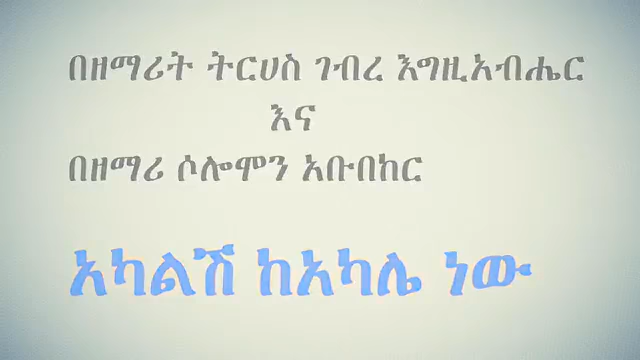 በዘማሪት ትርሀስ ገብረ እግዚአብሔር
እና
በዘማሪ ሶሎሞን አቡበከር
አካልሽ ከአካሌ ነው